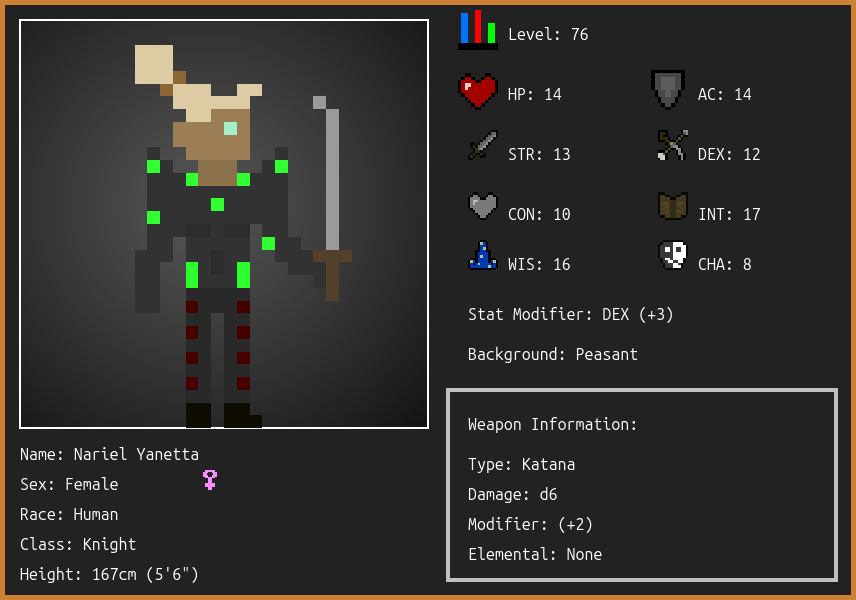 Level: 76
HP: 14
AC: 14
STR: 13
DEX: 12
CON: 10
INT: 17
WIS: 16
CHA: 8
Stat Modifier: DEX (+3)
Background: Peasant
Weapon Information:
Type: Katana
Damage: d6
Modifier: (+2)
Elemental: None
Name: Nariel Yanetta
Sex: Female
Race: Human
Class: Knight
Height: 167cm (5'6")